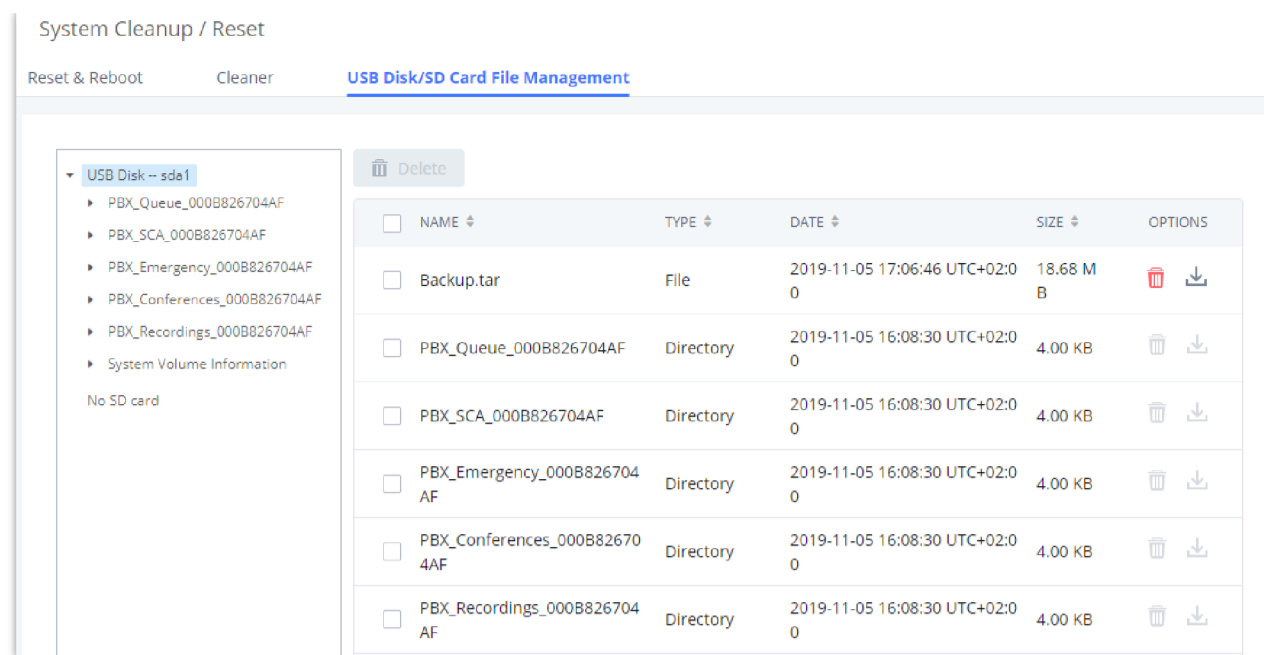 System Cleanup / Reset
Reset & Reboot
Cleaner
USB Disk/SD Card File Management
USB Disk -- sda1
PBX_Queue_000B826704AF
PBX_SCA_000B826704AF
PBX_Emergency_000B826704AF
PBX_Conferences_000B826704AF
PBX_Recordings_000B826704AF
System Volume Information
No SD card
Delete
NAME TYPE DATE SIZE OPTIONS
Backup.tar File 2019-11-05 17:06:46 UTC+02:0 18.68 M
0 B
PBX_Queue_000B826704AF Directory 2019-11-05 16:08:30 UTC+02:0 4.00 KB
0
PBX_SCA_000B826704AF Directory 2019-11-05 16:08:30 UTC+02:0 4.00 KB
0
PBX_Emergency_000B826704 Directory 2019-11-05 16:08:30 UTC+02:0 4.00 KB
AF 0
PBX_Conferences_000B82670 Directory 2019-11-05 16:08:30 UTC+02:0 4.00 KB
4AF 0
PBX_Recordings_000B826704 Directory 2019-11-05 16:08:30 UTC+02:0 4.00 KB
AF 0